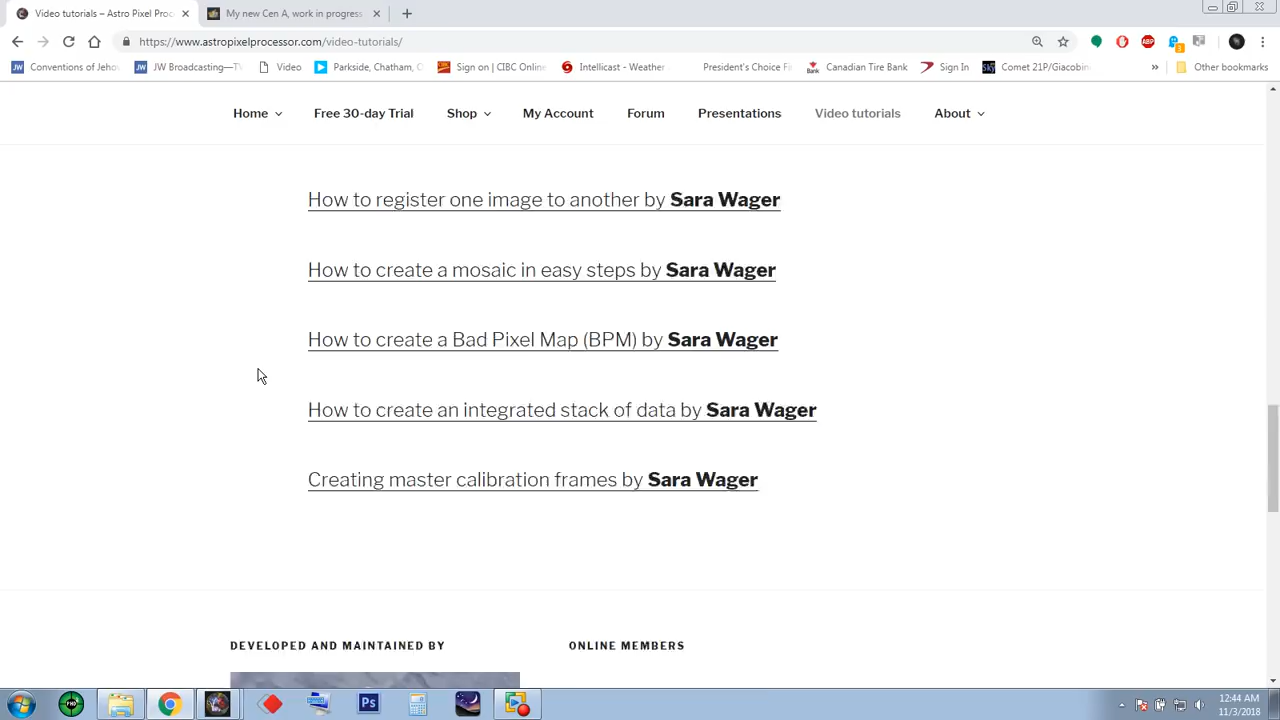 Video tutorials – Astro Pixel Proc
My new Cen A, work in progress
https://www.astropixelprocessor.com/video-tutorials/
Conventions of Jehov
JW Broadcasting—T
Video
Parkside, Chatham, C
Sign on | CIBC Online
Intellicast - Weather
President's Choice Fi
Canadian Tire Bank
Sign In
Comet 21P/Giacobin
Other bookmarks
Home
Free 30-day Trial
Shop
My Account
Forum
Presentations
Video tutorials
About
How to register one image to another by Sara Wager
How to create a mosaic in easy steps by Sara Wager
How to create a Bad Pixel Map (BPM) by Sara Wager
How to create an integrated stack of data by Sara Wager
Creating master calibration frames by Sara Wager
DEVELOPED AND MAINTAINED BY
ONLINE MEMBERS
Ps
12:44 AM
11/3/2018